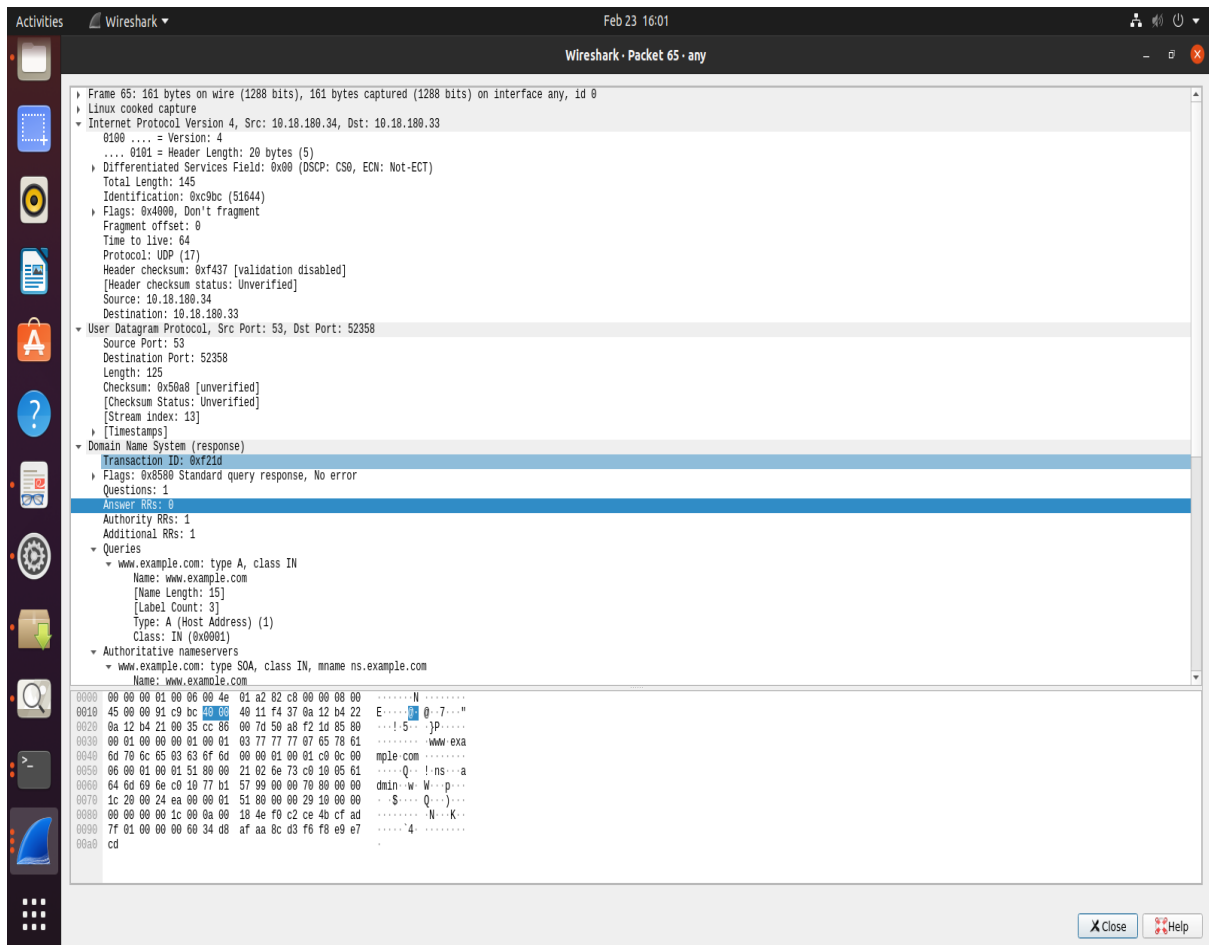 Activities Wireshark ▾ Feb 23 16:01
Wireshark · Packet 65 · any
Frame 65: 161 bytes on wire (1288 bits), 161 bytes captured (1288 bits) on interface any, id 0
Linux cooked capture
Internet Protocol Version 4, Src: 10.18.180.34, Dst: 10.18.180.33
0100 .... = Version: 4
.... 0101 = Header Length: 20 bytes (5)
Differentiated Services Field: 0x00 (DSCP: CS0, ECN: Not-ECT)
Total Length: 145
Identification: 0xc9bc (51644)
Flags: 0x4000, Don't fragment
Fragment offset: 0
Time to live: 64
Protocol: UDP (17)
Header checksum: 0xf437 [validation disabled]
[Header checksum status: Unverified]
Source: 10.18.180.34
Destination: 10.18.180.33
User Datagram Protocol, Src Port: 53, Dst Port: 52358
Source Port: 53
Destination Port: 52358
Length: 125
Checksum: 0x50a8 [unverified]
[Checksum Status: Unverified]
[Stream index: 13]
[Timestamps]
Domain Name System (response)
Transaction ID: 0xf21d
Flags: 0x8580 Standard query response, No error
Questions: 1
Answer RRs: 0
Authority RRs: 1
Additional RRs: 1
Queries
www.example.com: type A, class IN
Name: www.example.com
[Name Length: 15]
[Label Count: 3]
Type: A (Host Address) (1)
Class: IN (0x0001)
Authoritative nameservers
www.example.com: type SOA, class IN, mname ns.example.com
Name: www.example.com
0000 00 00 00 01 00 06 00 4e 01 a2 82 c8 00 00 08 00 ·······N ········
0010 45 00 00 91 c9 bc 40 00 40 11 f4 37 0a 12 b4 22 E·····@· @··7···"
0020 0a 12 b4 21 00 35 cc 86 00 7d 50 a8 f2 1d 85 80 ···!·5·· ·}P·····
0030 00 01 00 00 00 01 00 01 03 77 77 77 07 65 78 61 ········ ·www·exa
0040 6d 70 6c 65 03 63 6f 6d 00 00 01 00 01 c0 0c 00 mple·com ········
0050 06 00 01 00 01 51 80 00 21 02 6e 73 c0 10 05 61 ·····Q·· !·ns···a
0060 64 6d 69 6e c0 10 77 b1 57 99 00 00 70 80 00 00 dmin··w· W···p···
0070 1c 20 00 24 ea 00 00 01 51 80 00 00 29 10 00 00 · ·$···· Q···)···
0080 00 00 00 00 1c 00 0a 00 18 4e f0 c2 ce 4b cf ad ········ ·N···K··
0090 7f 01 00 00 00 60 34 d8 af aa 8c d3 f6 f8 e9 e7 ·····`4· ········
00a0 cd ·
Close Help